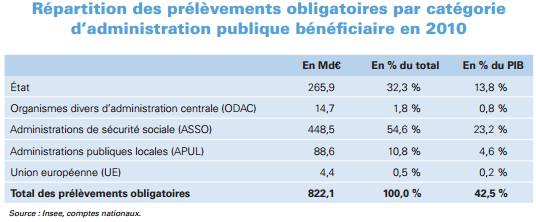 Répartition des prélèvements obligatoires par catégorie
d'administration publique bénéficiaire en 2010
En Md€ En % du total En % du PIB
État 265,9 32,3 % 13,8 %
Organismes divers d'administration centrale (ODAC) 14,7 1,8 % 0,8 %
Administrations de sécurité sociale (ASSO) 448,5 54,6 % 23,2 %
Administrations publiques locales (APUL) 88,6 10,8 % 4,6 %
Union européenne (UE) 4,4 0,5 % 0,2 %
Total des prélèvements obligatoires 822,1 100,0 % 42,5 %
Source : Insee, comptes nationaux.